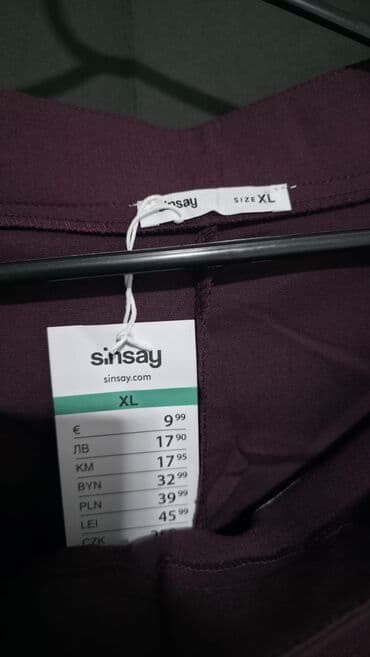 SIZE XL
sinsay
sinsay.com
XL
€ 9 99
ЛВ 17 90
KM 17 95
BYN 32 99
PLN 39 99
LEI 45 99
CZK